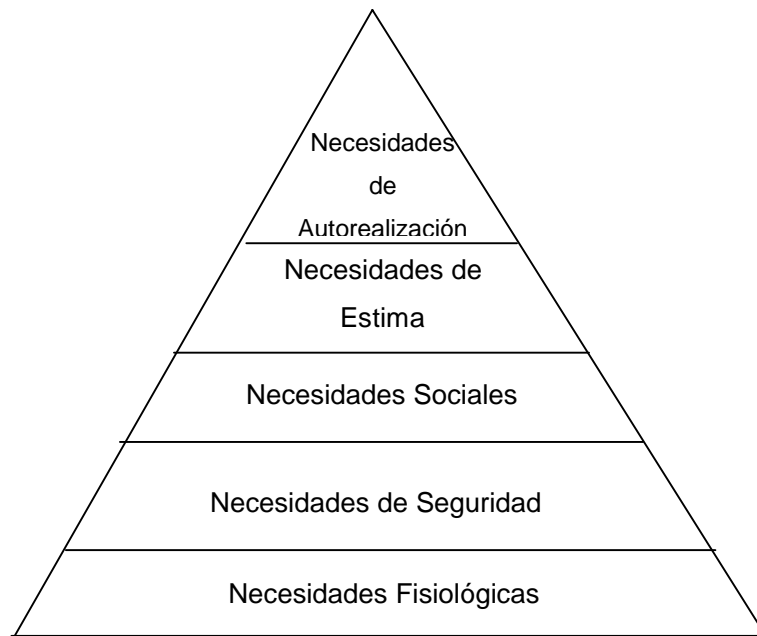 Necesidades
de
Autorealización
Necesidades de
Estima
Necesidades Sociales
Necesidades de Seguridad
Necesidades Fisiológicas